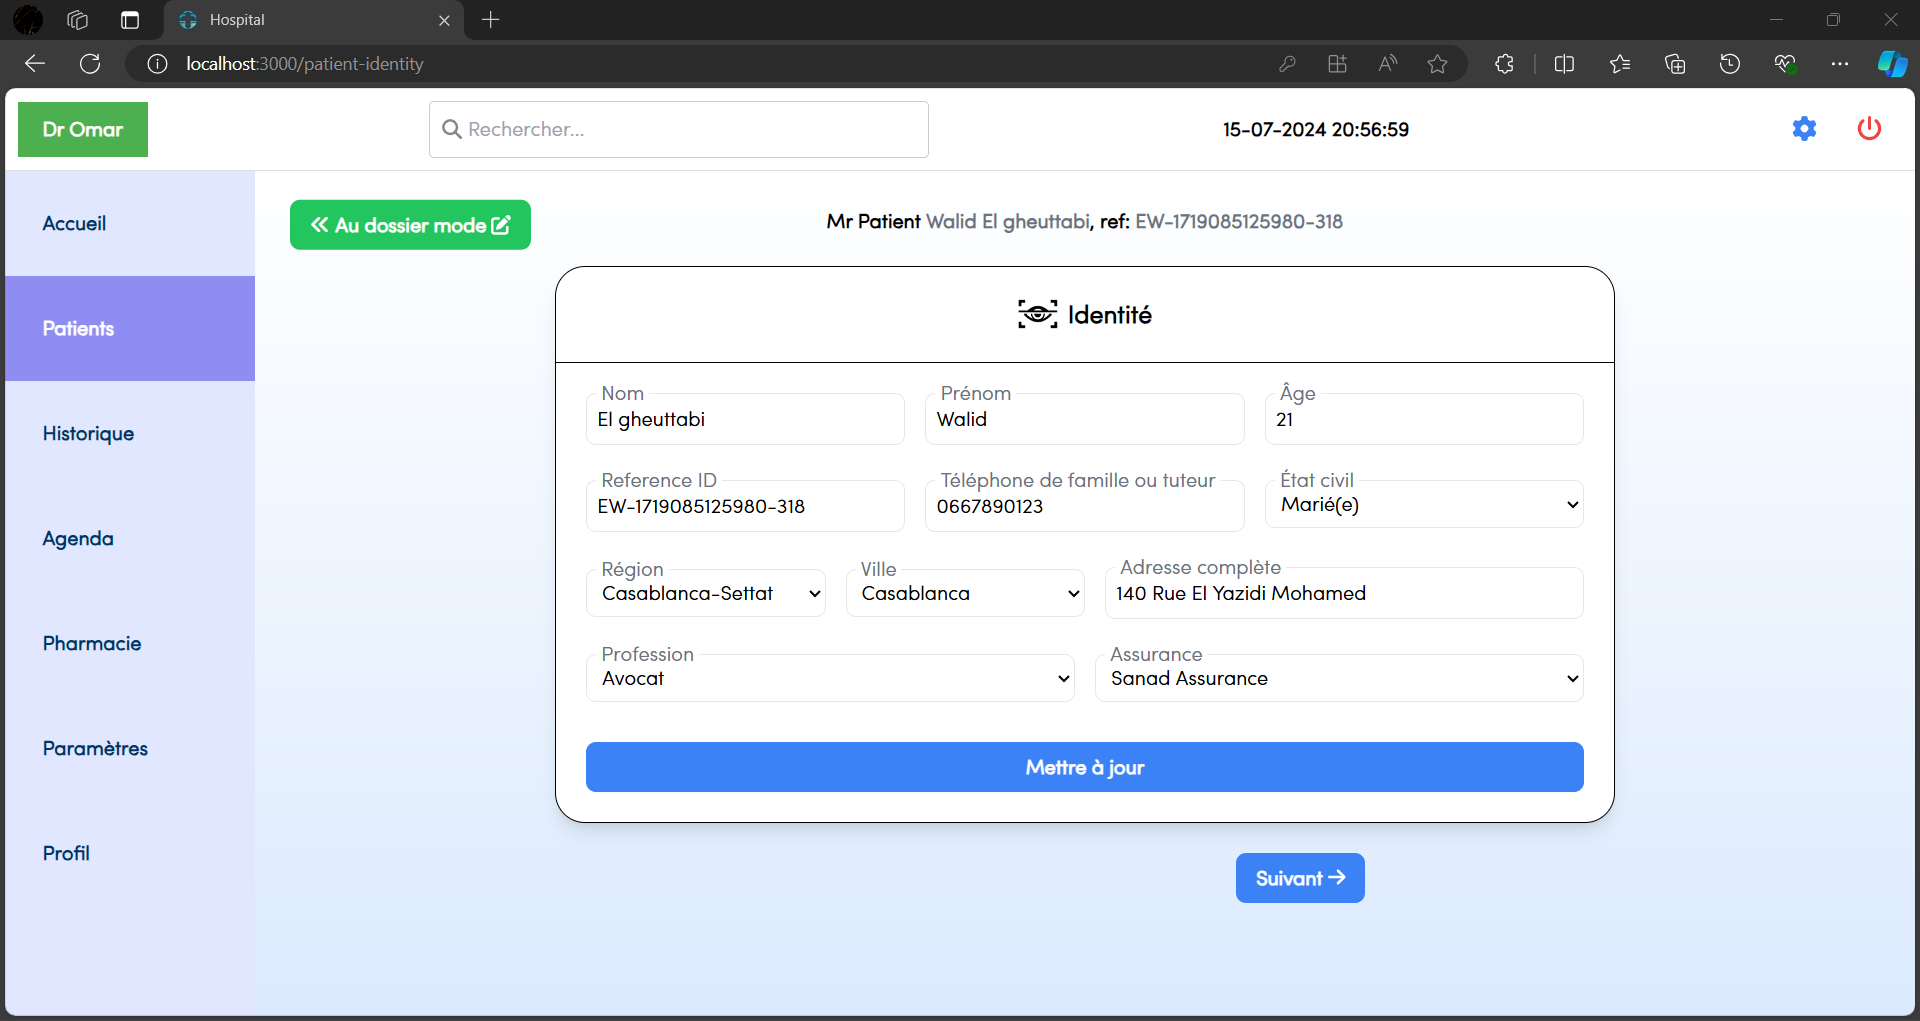 Hospital
localhost:3000/patient-identity
Dr Omar
Rechercher...
15-07-2024 20:56:59
Accueil
Patients
Historique
Agenda
Pharmacie
Paramètres
Profil
Au dossier mode
Mr Patient Walid El gheuttabi, ref: EW-1719085125980-318
Identité
Nom
El gheuttabi
Prénom
Walid
Âge
21
Reference ID
EW-1719085125980-318
Téléphone de famille ou tuteur
0667890123
État civil
Marié(e)
Région
Casablanca-Settat
Ville
Casablanca
Adresse complète
140 Rue El Yazidi Mohamed
Profession
Avocat
Assurance
Sanad Assurance
Mettre à jour
Suivant